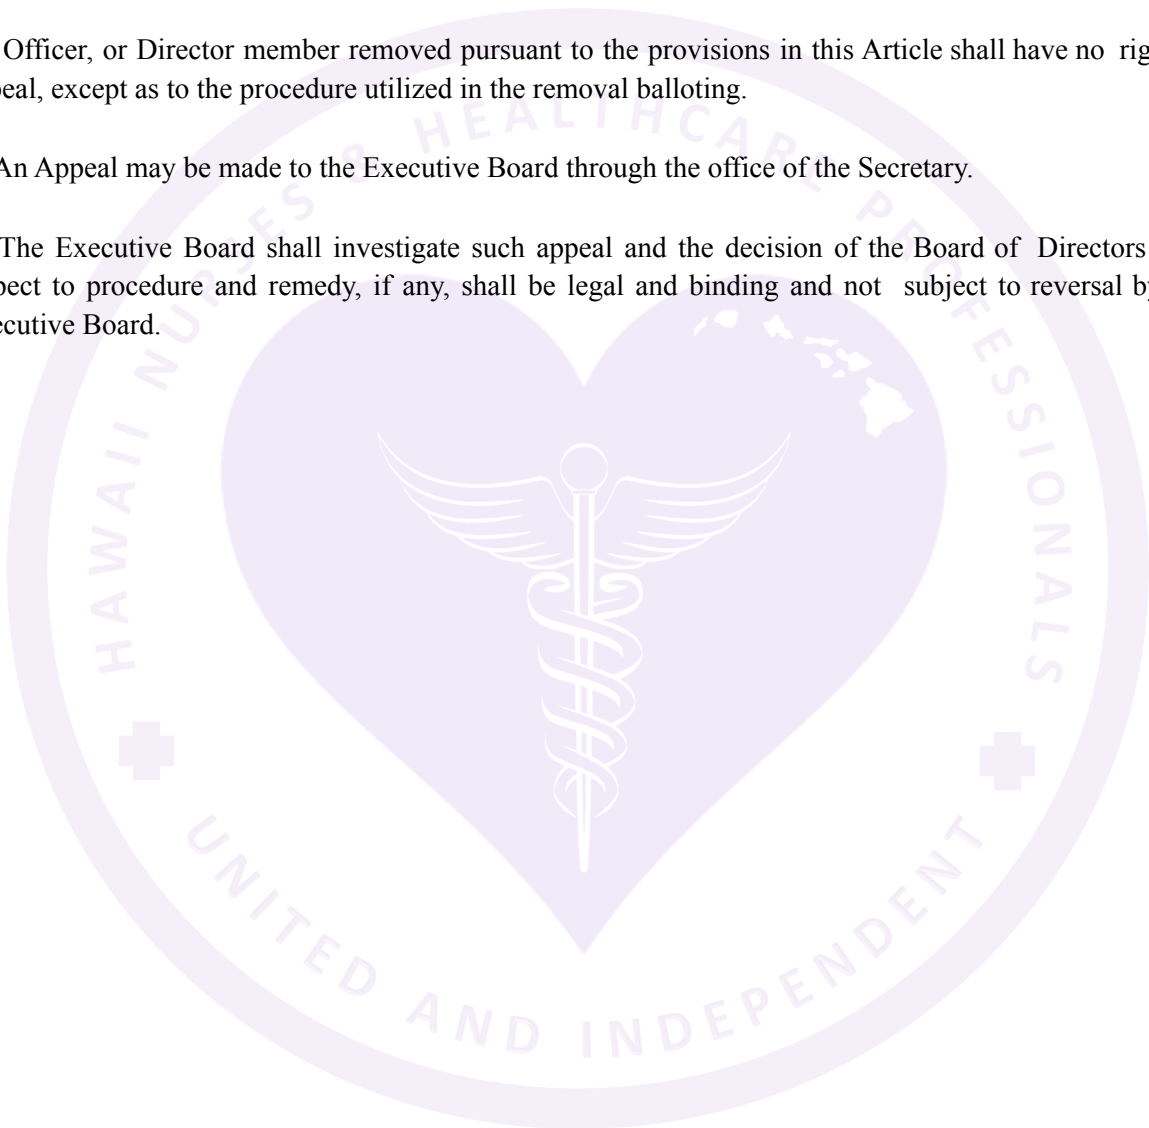 Officer, or Director member removed pursuant to the provisions in this Article shall have no rig
peal, except as to the procedure utilized in the removal balloting.
An Appeal may be made to the Executive Board through the office of the Secretary.
The Executive Board shall investigate such appeal and the decision of the Board of Directors
pect to procedure and remedy, if any, shall be legal and binding and not subject to reversal by
ecutive Board.
HAWAII NURSES & HEALTHCARE PROFESSIONALS
UNITED AND INDEPENDENT